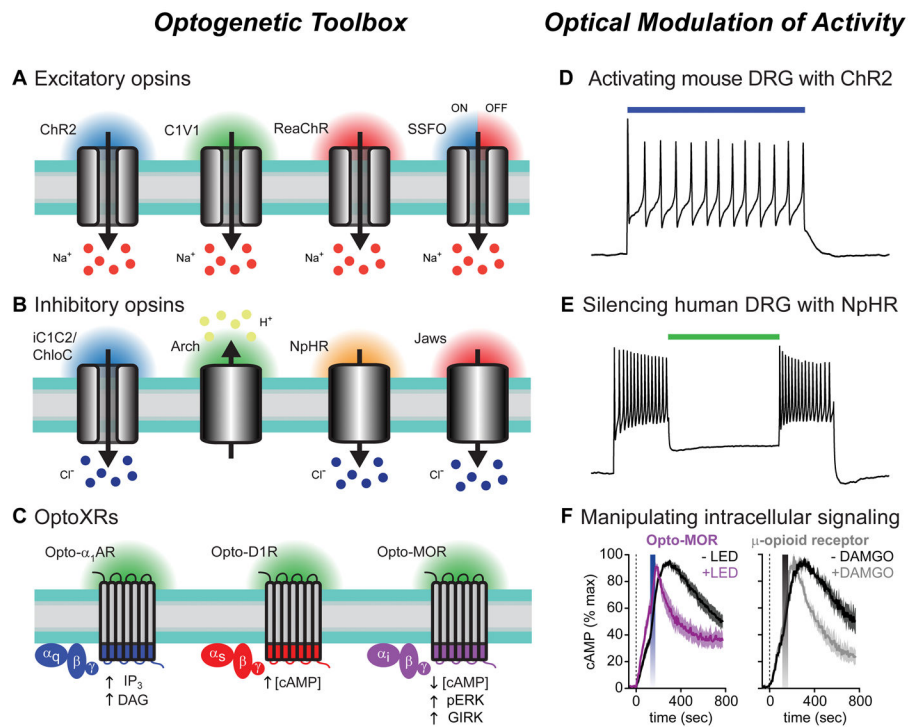 Optogenetic Toolbox
Optical Modulation of Activity
A Excitatory opsins
ChR2
C1V1
ReaChR
SSFO
ON
OFF
Na⁺
Na⁺
Na⁺
Na⁺
B Inhibitory opsins
iC1C2/
ChloC
Arch
H⁺
NpHR
Jaws
Cl⁻
Cl⁻
Cl⁻
C OptoXRs
Opto-α₁AR
Opto-D1R
Opto-MOR
αq β γ
αs β γ
αi β γ
↑ IP₃
↑ DAG
↑ [cAMP]
↓ [cAMP]
↑ pERK
↑ GIRK
D Activating mouse DRG with ChR2
E Silencing human DRG with NpHR
F Manipulating intracellular signaling
Opto-MOR
- LED
+LED
μ-opioid receptor
- DAMGO
+DAMGO
cAMP (% max)
100
80
60
40
20
0
0 400 800
time (sec)
0 400 800
time (sec)